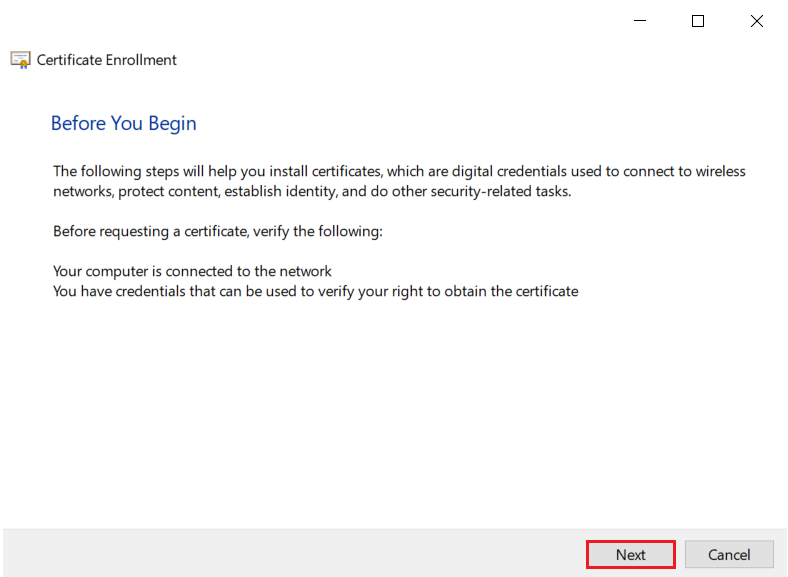 Certificate Enrollment
Before You Begin
The following steps will help you install certificates, which are digital credentials used to connect to wireless
networks, protect content, establish identity, and do other security-related tasks.
Before requesting a certificate, verify the following:
Your computer is connected to the network
You have credentials that can be used to verify your right to obtain the certificate
Next Cancel